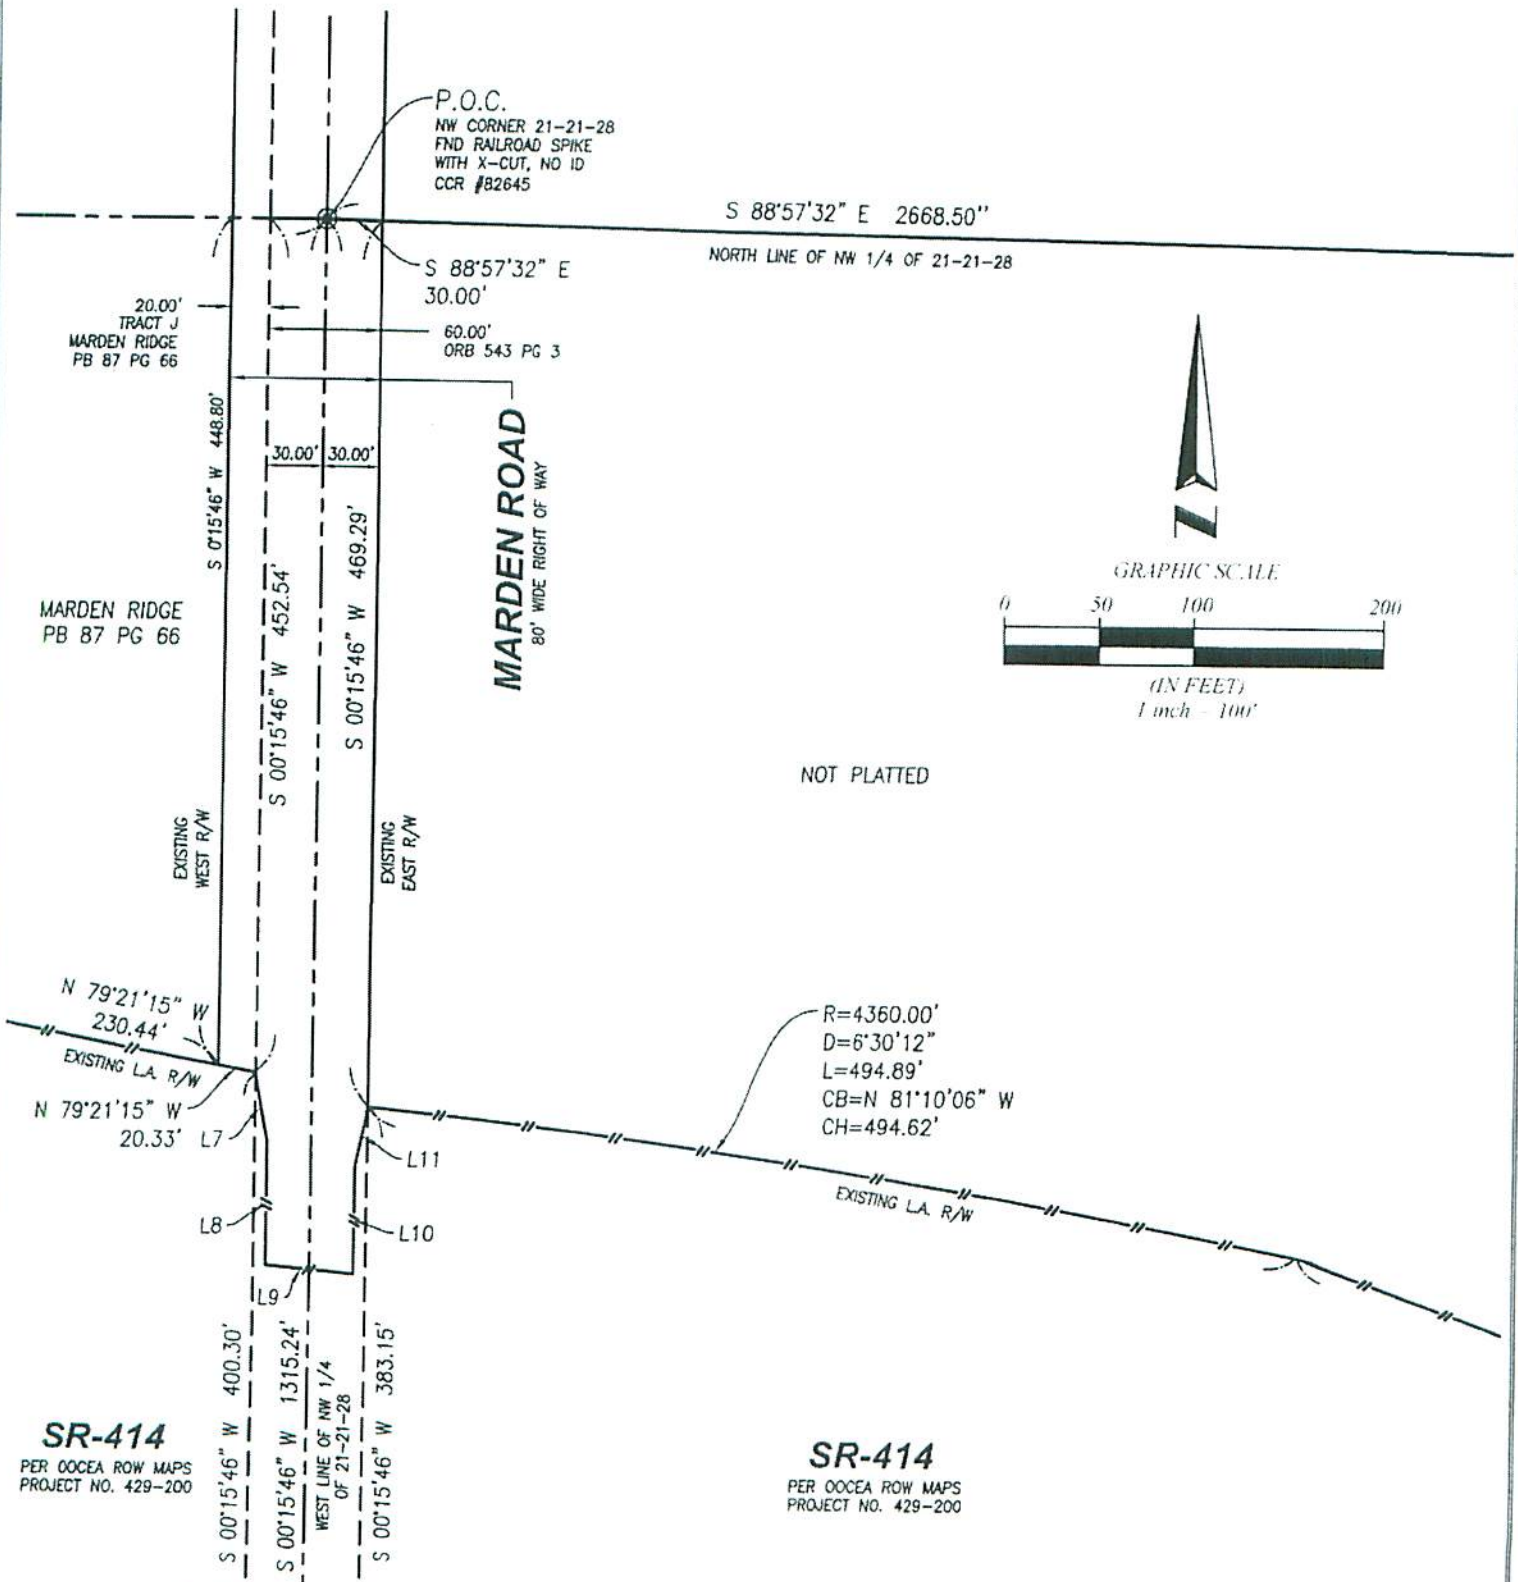 P.O.C.
NW CORNER 21-21-28
FND RAILROAD SPIKE
WITH X-CUT, NO ID
CCR #82645
S 88°57'32" E 2668.50"
NORTH LINE OF NW 1/4 OF 21-21-28
S 88°57'32" E
30.00'
20.00'
TRACT J
MARDEN RIDGE
PB 87 PG 66
60.00'
ORB 543 PG 3
S 0°15'46" W 448.80'
30.00' 30.00'
MARDEN ROAD
80' WIDE RIGHT OF WAY
S 00°15'46" W 452.54'
S 00°15'46" W 469.29'
MARDEN RIDGE
PB 87 PG 66
N
GRAPHIC SCALE
0 50 100 200
(IN FEET)
1 inch = 100'
NOT PLATTED
EXISTING
WEST R/W
EXISTING
EAST R/W
N 79°21'15" W
230.44'
EXISTING L.A. R/W
N 79°21'15" W
20.33' L7
R=4360.00'
D=6°30'12"
L=494.89'
CB=N 81°10'06" W
CH=494.62'
L11
L8
L10
EXISTING L.A. R/W
L9
S 00°15'46" W 400.30'
S 00°15'46" W 1315.24'
WEST LINE OF NW 1/4
OF 21-21-28
S 00°15'46" W 383.15'
SR-414
PER OOCEA ROW MAPS
PROJECT NO. 429-200
SR-414
PER OOCEA ROW MAPS
PROJECT NO. 429-200